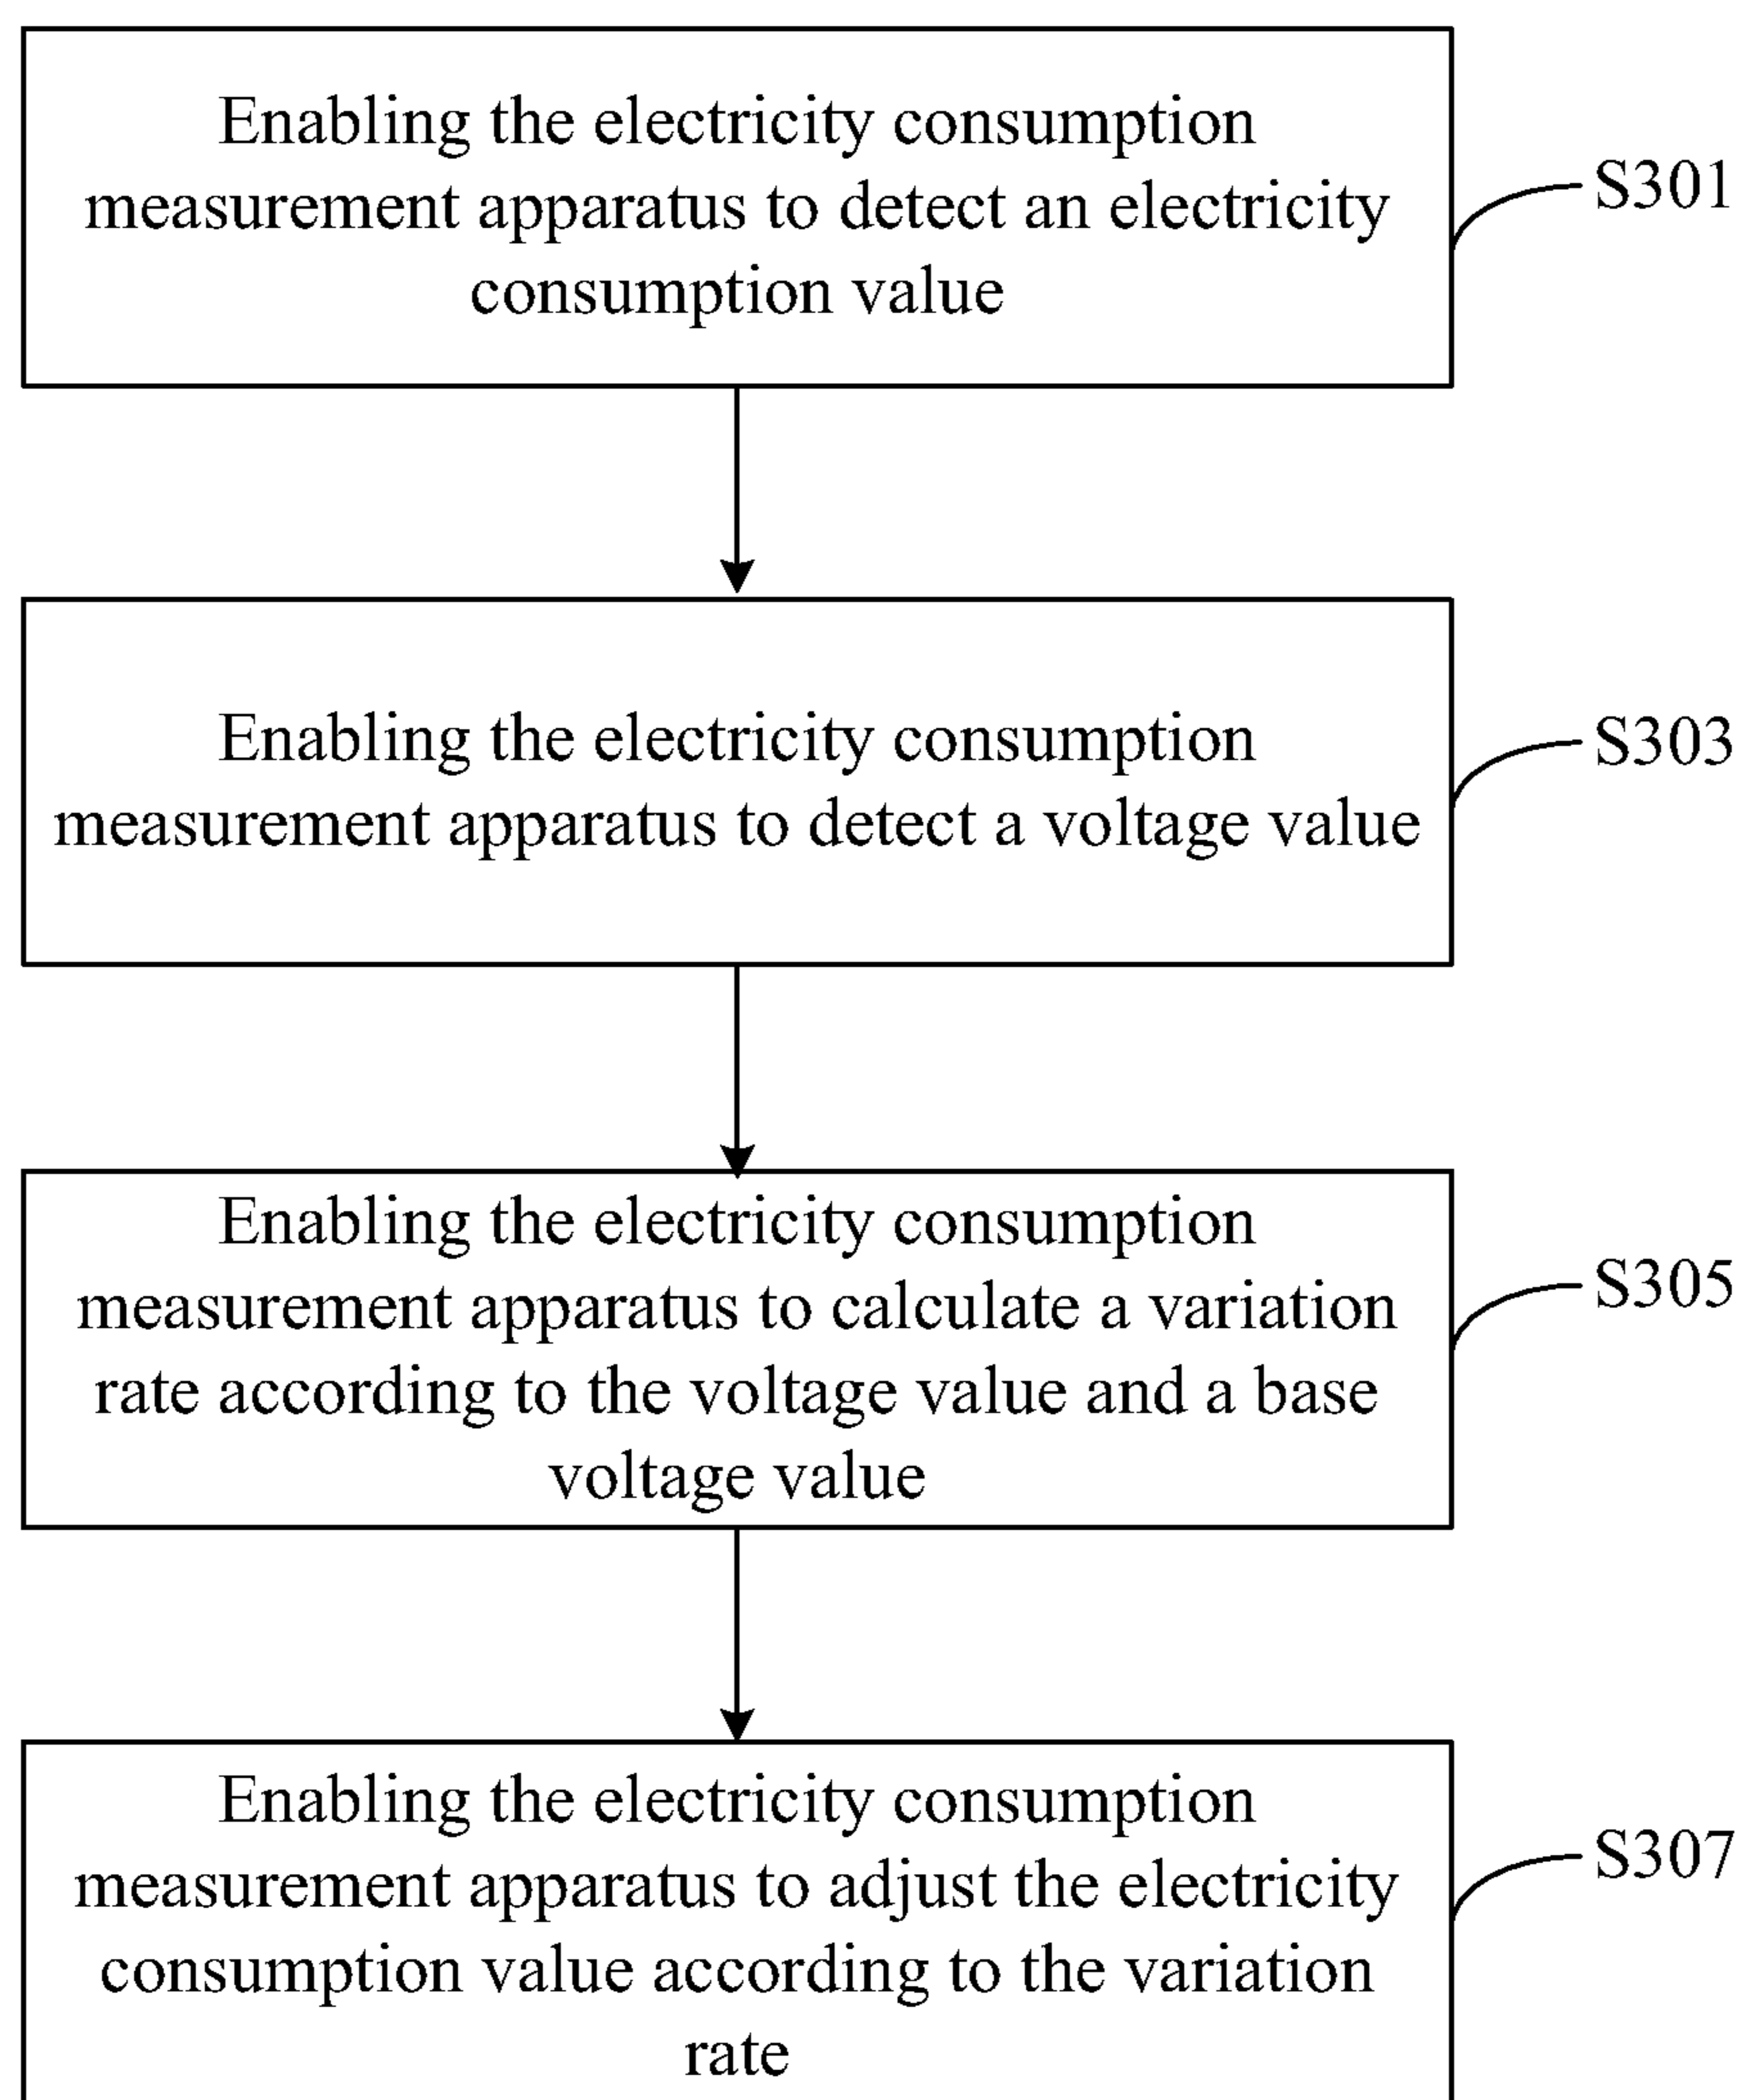 Enabling the electricity consumption
measurement apparatus to detect an electricity
consumption value
S301
Enabling the electricity consumption
measurement apparatus to detect a voltage value
S303
Enabling the electricity consumption
measurement apparatus to calculate a variation
rate according to the voltage value and a base
voltage value
S305
Enabling the electricity consumption
measurement apparatus to adjust the electricity
consumption value according to the variation
rate
S307